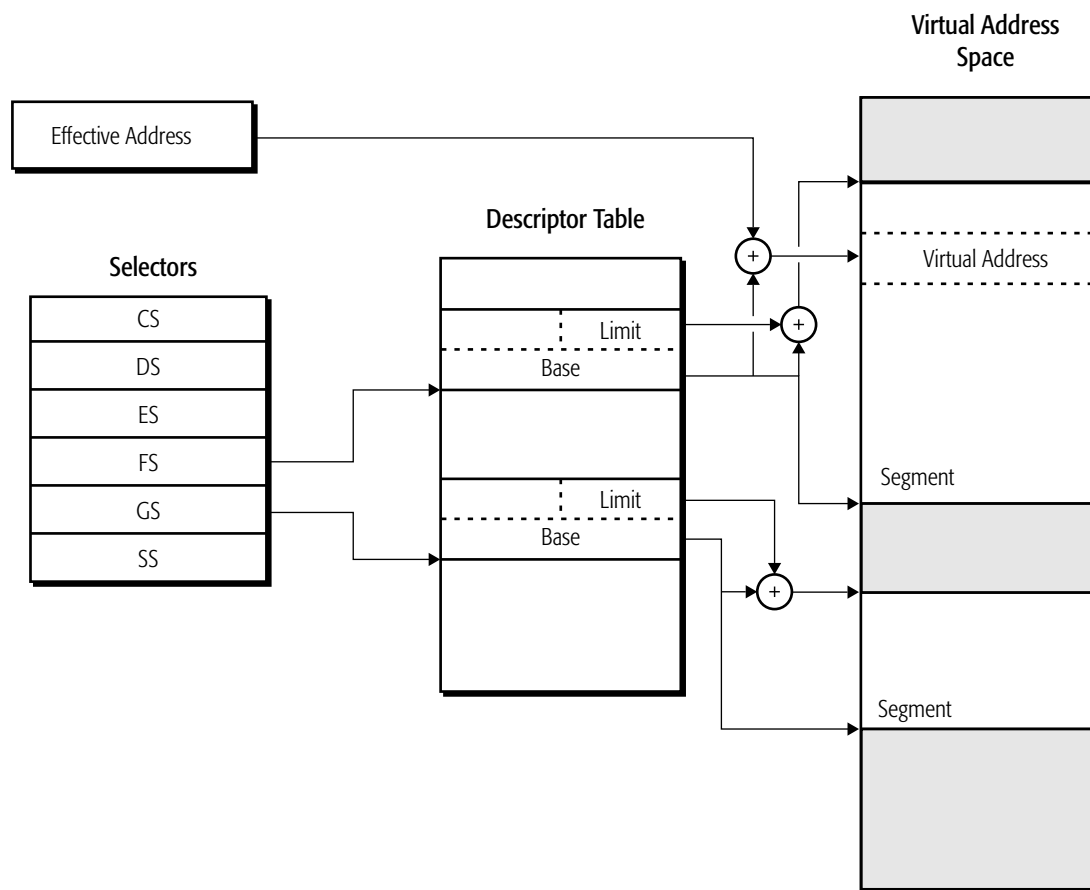 Virtual Address
Space
Effective Address
Descriptor Table
Selectors
Virtual Address
CS
DS
ES
FS
GS
SS
Limit
Base
Limit
Base
+
+
+
Segment
Segment